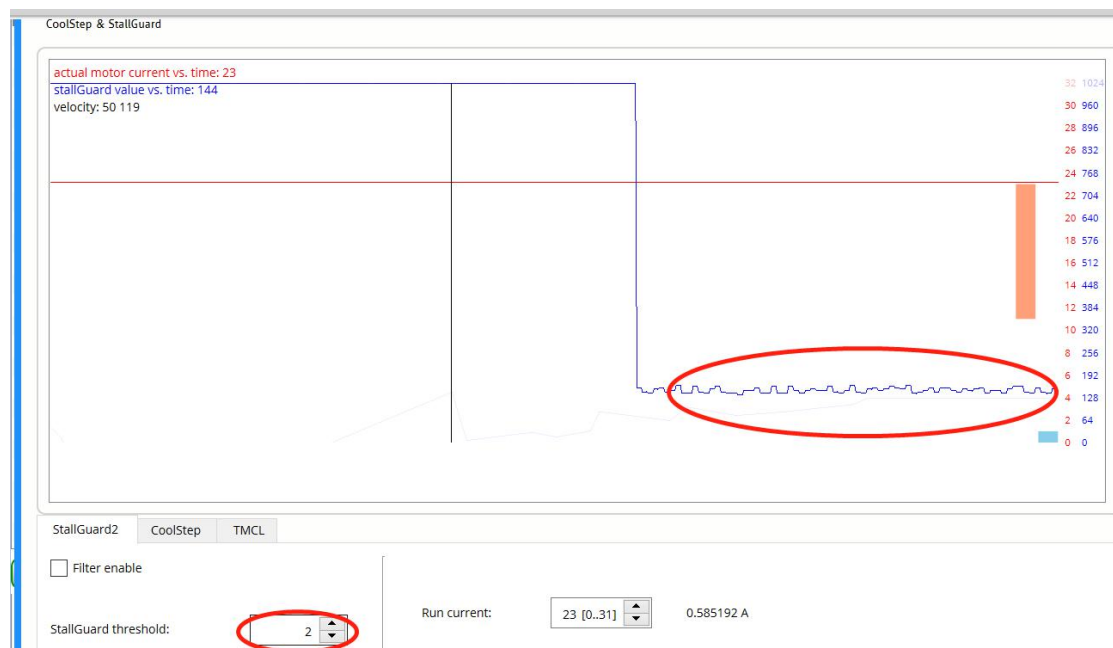 CoolStep & StallGuard
actual motor current vs. time: 23
stallGuard value vs. time: 144
velocity: 50 119
32 1024
30 960
28 896
26 832
24 768
22 704
20 640
18 576
16 512
14 448
12 384
10 320
8 256
6 192
4 128
2 64
0 0
StallGuard2 CoolStep TMCL
Filter enable
Run current: 23 [0..31] 0.585192 A
StallGuard threshold: 2